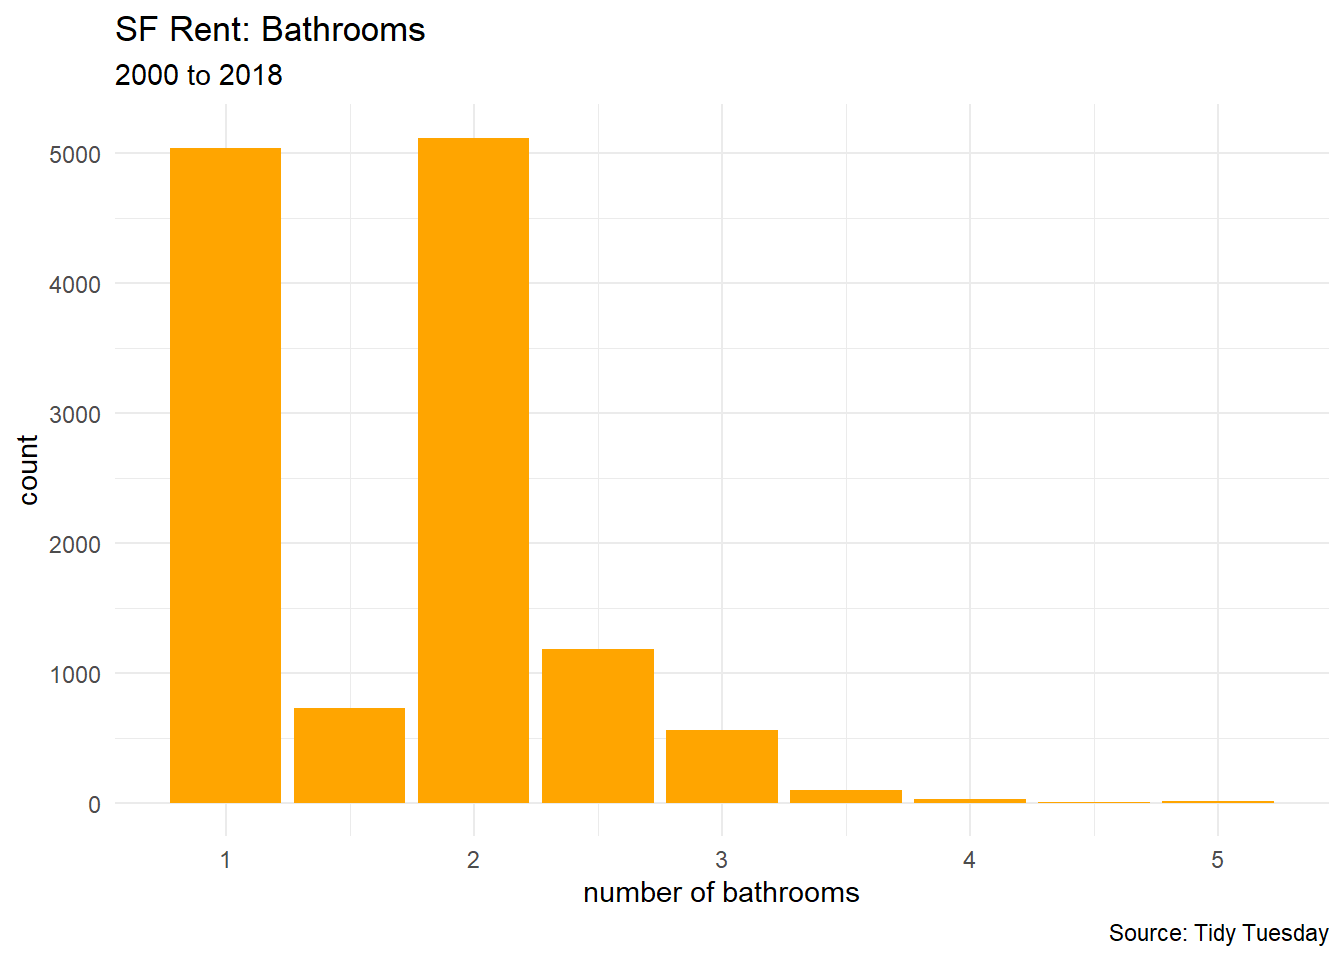 SF Rent: Bathrooms
2000 to 2018
5000
4000
3000
2000
1000
0
count
1 2 3 4 5
number of bathrooms
Source: Tidy Tuesday